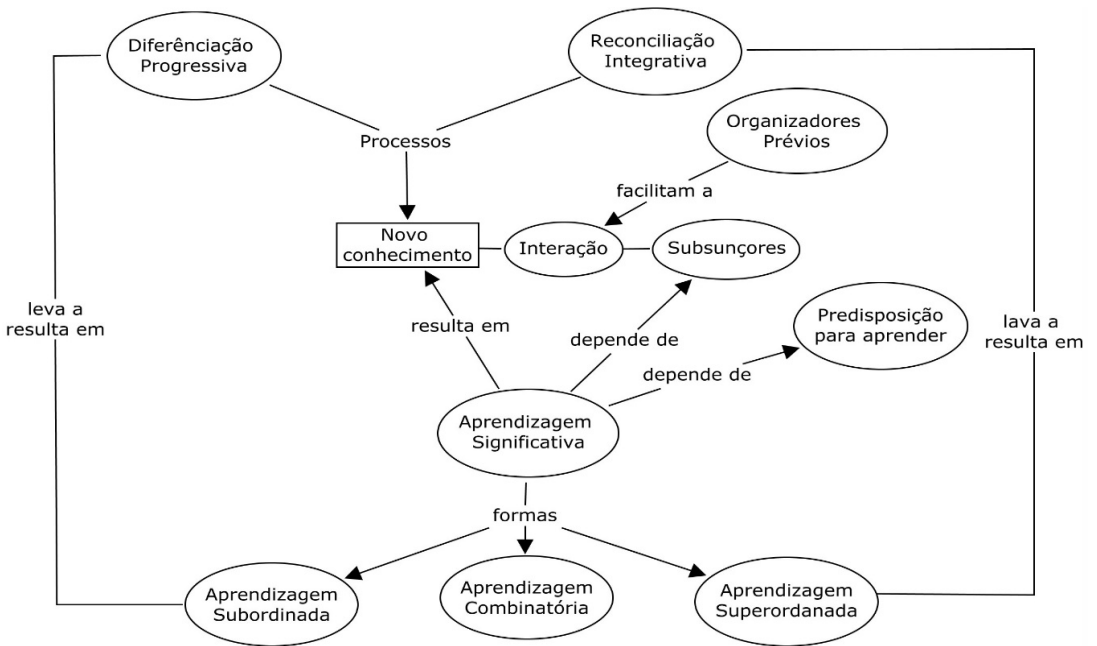 Diferênciação
Progressiva
Reconciliação
Integrativa
Organizadores
Prévios
Processos
facilitam a
Novo
conhecimento
Interação
Subsunçores
leva a
resulta em
resulta em
depende de
Predisposição
para aprender
lava a
resulta em
depende de
Aprendizagem
Significativa
formas
Aprendizagem
Subordinada
Aprendizagem
Combinatória
Aprendizagem
Superordanada